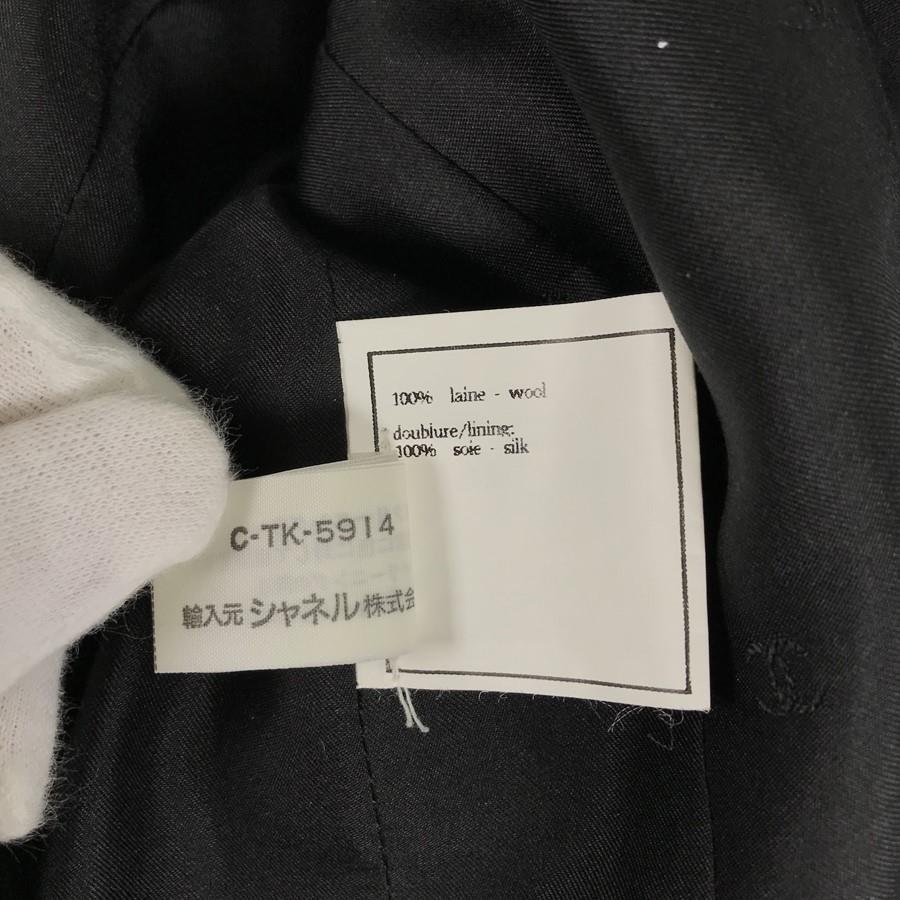 100% laine - wool
doublure/lining:
100% soie - silk
C-TK-5914
輸入元 シャネル株式会